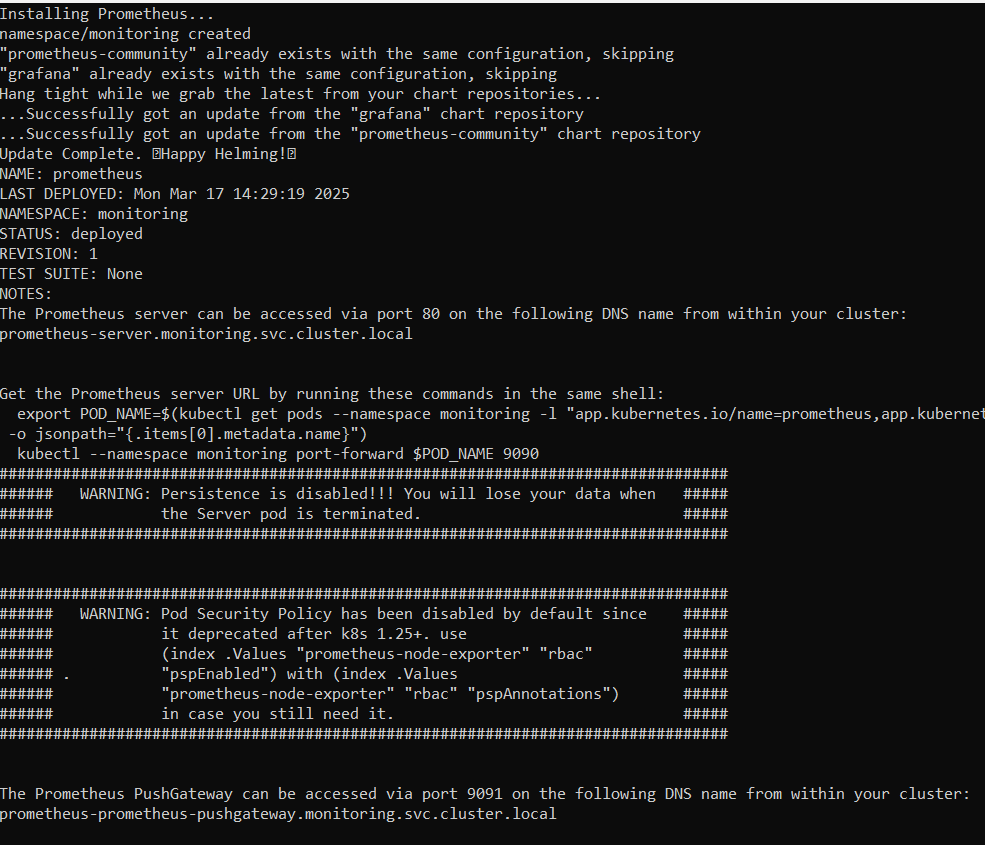 Installing Prometheus...
namespace/monitoring created
"prometheus-community" already exists with the same configuration, skipping
"grafana" already exists with the same configuration, skipping
Hang tight while we grab the latest from your chart repositories...
...Successfully got an update from the "grafana" chart repository
...Successfully got an update from the "prometheus-community" chart repository
Update Complete. ⍰Happy Helming!⍰
NAME: prometheus
LAST DEPLOYED: Mon Mar 17 14:29:19 2025
NAMESPACE: monitoring
STATUS: deployed
REVISION: 1
TEST SUITE: None
NOTES:
The Prometheus server can be accessed via port 80 on the following DNS name from within your cluster:
prometheus-server.monitoring.svc.cluster.local
Get the Prometheus server URL by running these commands in the same shell:
  export POD_NAME=$(kubectl get pods --namespace monitoring -l "app.kubernetes.io/name=prometheus,app.kubernet
 -o jsonpath="{.items[0].metadata.name}")
  kubectl --namespace monitoring port-forward $POD_NAME 9090
#################################################################################
######   WARNING: Persistence is disabled!!! You will lose your data when   #####
######            the Server pod is terminated.                             #####
#################################################################################
#################################################################################
######   WARNING: Pod Security Policy has been disabled by default since    #####
######            it deprecated after k8s 1.25+. use                        #####
######            (index .Values "prometheus-node-exporter" "rbac"          #####
###### .          "pspEnabled") with (index .Values                         #####
######            "prometheus-node-exporter" "rbac" "pspAnnotations")       #####
######            in case you still need it.                                #####
#################################################################################
The Prometheus PushGateway can be accessed via port 9091 on the following DNS name from within your cluster:
prometheus-prometheus-pushgateway.monitoring.svc.cluster.local